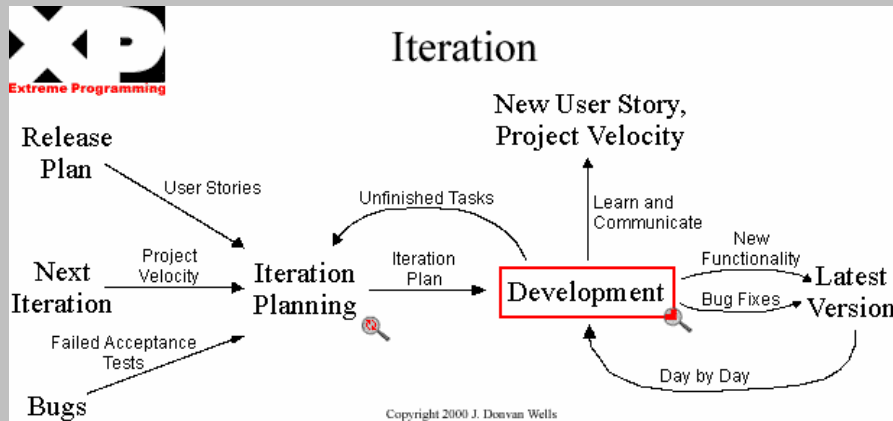 XP
Extreme Programming
Iteration
New User Story,
Project Velocity
Release
Plan
User Stories
Unfinished Tasks
Learn and
Communicate
Project
Velocity
Next
Iteration
Iteration
Planning
Iteration
Plan
Development
New
Functionality
Bug Fixes
Latest
Version
Failed Acceptance
Tests
Day by Day
Bugs
Copyright 2000 J. Donvan Wells